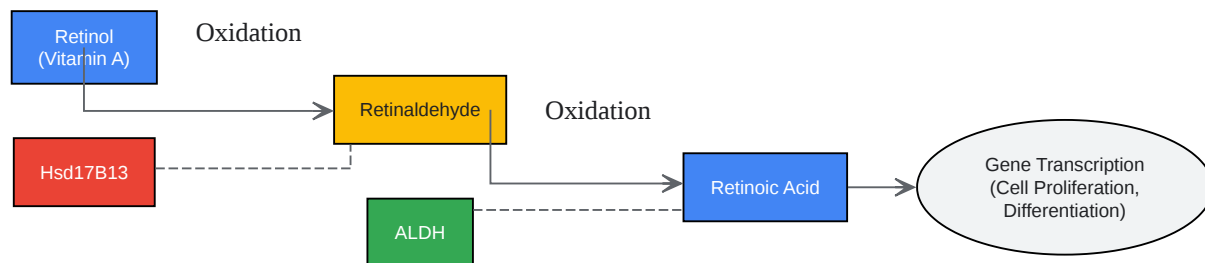 Retinol
(Vitamin A)
Oxidation
Retinaldehyde
Oxidation
Hsd17B13
Retinoic Acid
Gene Transcription
(Cell Proliferation,
Differentiation)
ALDH